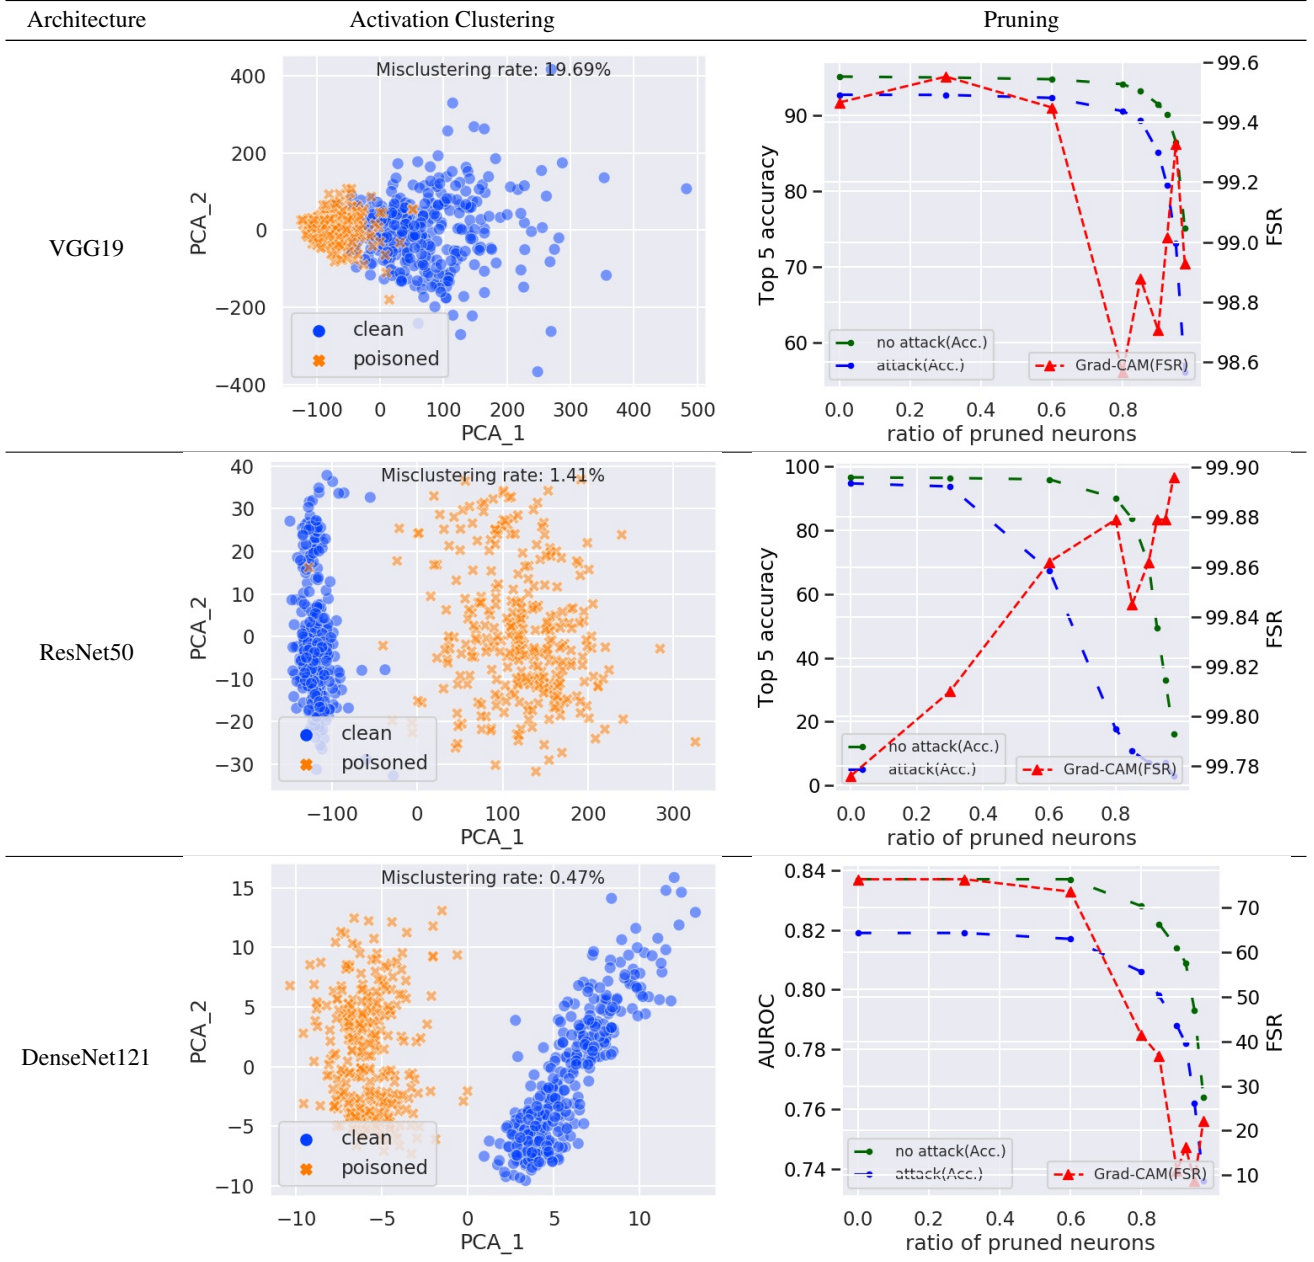 Architecture Activation Clustering Pruning
VGG19
Misclustering rate: 19.69%
400
200
0
−200
−400
PCA_2
clean
poisoned
−100 0 100 200 300 400 500
PCA_1
90
80
70
60
Top 5 accuracy
99.6
99.4
99.2
99.0
98.8
98.6
FSR
no attack(Acc.)
attack(Acc.)
Grad-CAM(FSR)
0.0 0.2 0.4 0.6 0.8
ratio of pruned neurons
ResNet50
Misclustering rate: 1.41%
40
30
20
10
0
−10
−20
−30
PCA_2
clean
poisoned
−100 0 100 200 300
PCA_1
100
80
60
40
20
0
Top 5 accuracy
99.90
99.88
99.86
99.84
99.82
99.80
99.78
FSR
no attack(Acc.)
attack(Acc.)
Grad-CAM(FSR)
0.0 0.2 0.4 0.6 0.8
ratio of pruned neurons
DenseNet121
Misclustering rate: 0.47%
15
10
5
0
−5
−10
PCA_2
clean
poisoned
−10 −5 0 5 10
PCA_1
0.84
0.82
0.80
0.78
0.76
0.74
AUROC
70
60
50
40
30
20
10
FSR
no attack(Acc.)
attack(Acc.)
Grad-CAM(FSR)
0.0 0.2 0.4 0.6 0.8
ratio of pruned neurons